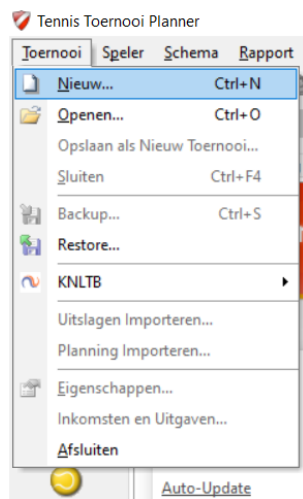 Tennis Toernooi Planner
Toernooi Speler Schema Rapport
Nieuw... Ctrl+N
Openen... Ctrl+O
Opslaan als Nieuw Toernooi...
Sluiten Ctrl+F4
Backup... Ctrl+S
Restore...
KNLTB
Uitslagen Importeren...
Planning Importeren...
Eigenschappen...
Inkomsten en Uitgaven...
Afsluiten
Auto-Update